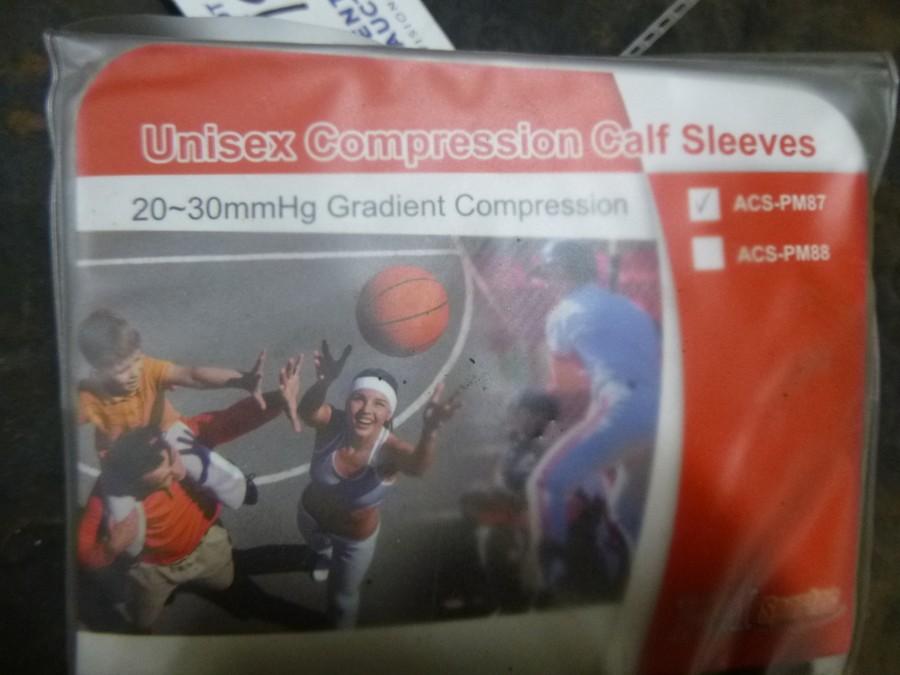 Unisex Compression Calf Sleeves
20~30mmHg Gradient Compression
ACS-PM87
ACS-PM88